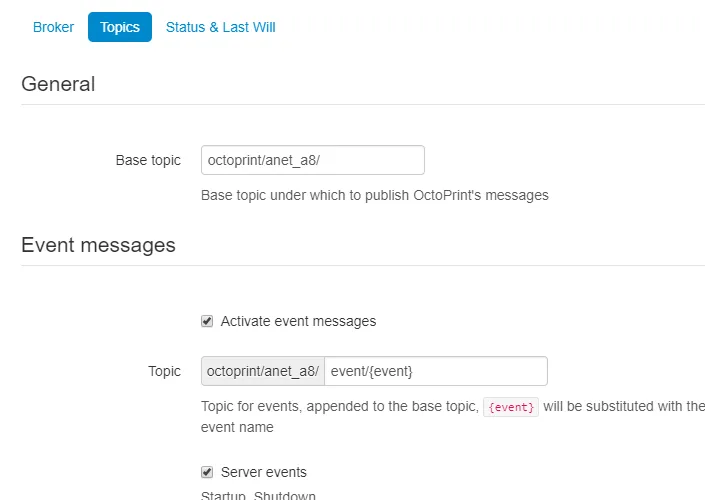 Broker Topics Status & Last Will
General
Base topic octoprint/anet_a8/
Base topic under which to publish OctoPrint's messages
Event messages
Activate event messages
Topic octoprint/anet_a8/ event/{event}
Topic for events, appended to the base topic, {event} will be substituted with the
event name
Server events
Startup, Shutdown